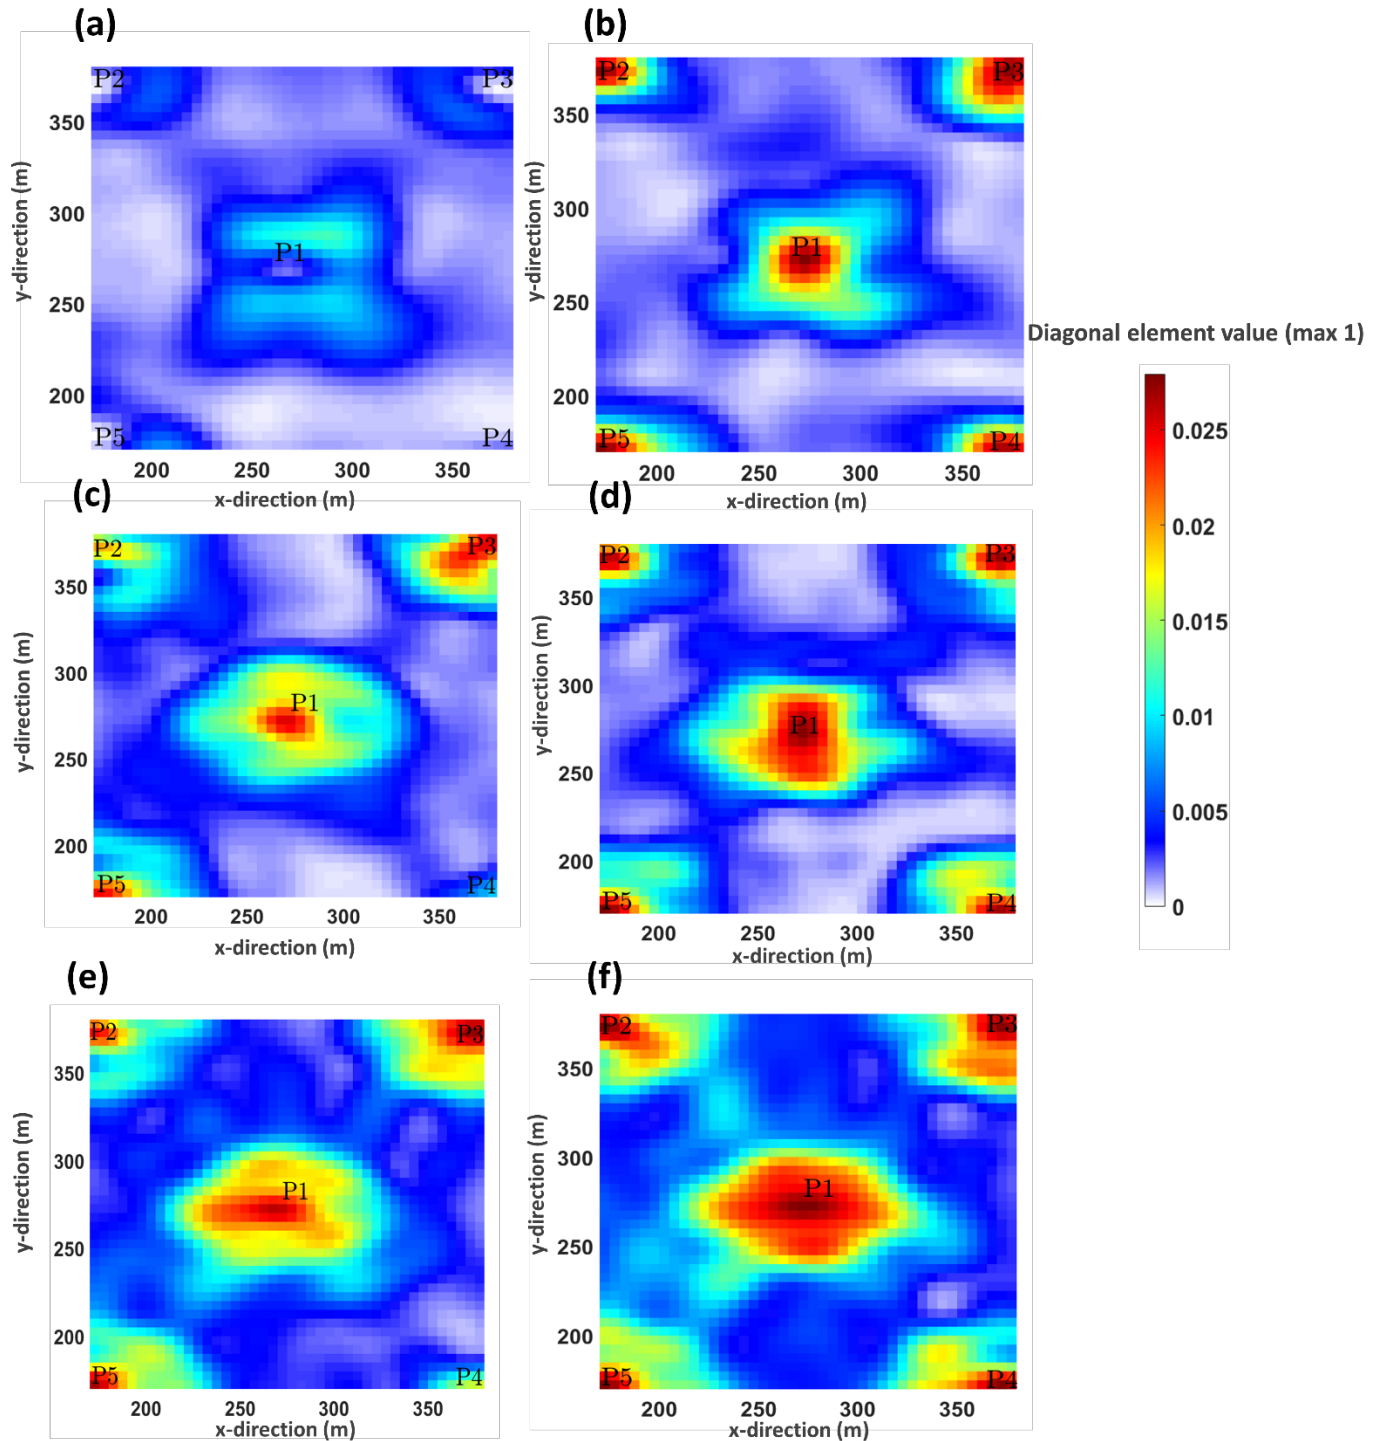 (a)
(b)
P2 P3
P1
P5 P4
350
300
250
200
200 250 300 350
y-direction (m)
x-direction (m)
P2 P3
P1
P5 P4
350
300
250
200
200 250 300 350
y-direction (m)
x-direction (m)
Diagonal element value (max 1)
0.025
0.02
0.015
0.01
0.005
0
(c)
(d)
P2 P3
P1
P5 P4
350
300
250
200
200 250 300 350
y-direction (m)
x-direction (m)
P2 P3
P1
P5 P4
350
300
250
200
200 250 300 350
y-direction (m)
x-direction (m)
(e)
(f)
P2 P3
P1
P5 P4
350
300
250
200
200 250 300 350
y-direction (m)
x-direction (m)
P2 P3
P1
P5 P4
350
300
250
200
200 250 300 350
y-direction (m)
x-direction (m)